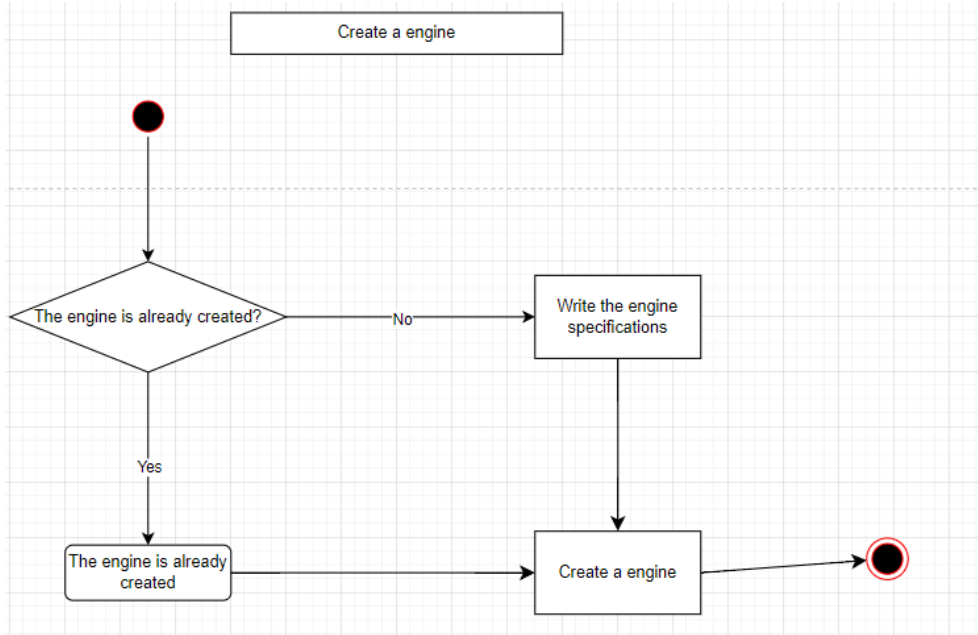 Create a engine
The engine is already created?
No
Write the engine
specifications
Yes
The engine is already
created
Create a engine